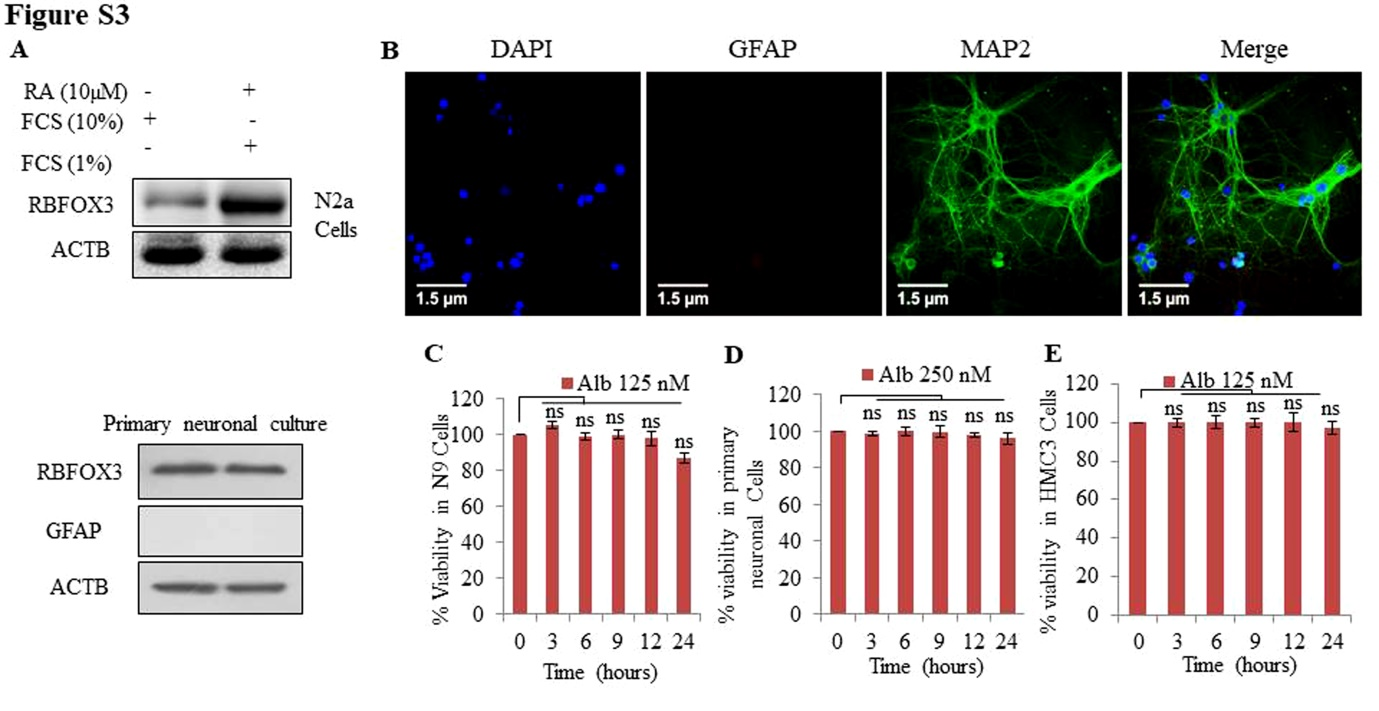 Figure S3
A
RA (10µM) - +
FCS (10%) + -
FCS (1%) - +
RBFOX3
ACTB
N2a
Cells
Primary neuronal culture
RBFOX3
GFAP
ACTB
B
DAPI GFAP MAP2 Merge
1.5 µm 1.5 µm 1.5 µm 1.5 µm
C
Alb 125 nM
% Viability in N9 Cells
120
100
80
60
40
20
0
ns ns ns ns ns
0 3 6 9 12 24
Time (hours)
D
Alb 250 nM
% viability in primary
neuronal Cells
120
100
80
60
40
20
0
ns ns ns ns ns
0 3 6 9 12 24
Time (hours)
E
Alb 125 nM
% viability in HMC3 Cells
120
100
80
60
40
20
0
ns ns ns ns ns
0 3 6 9 12 24
Time (hours)